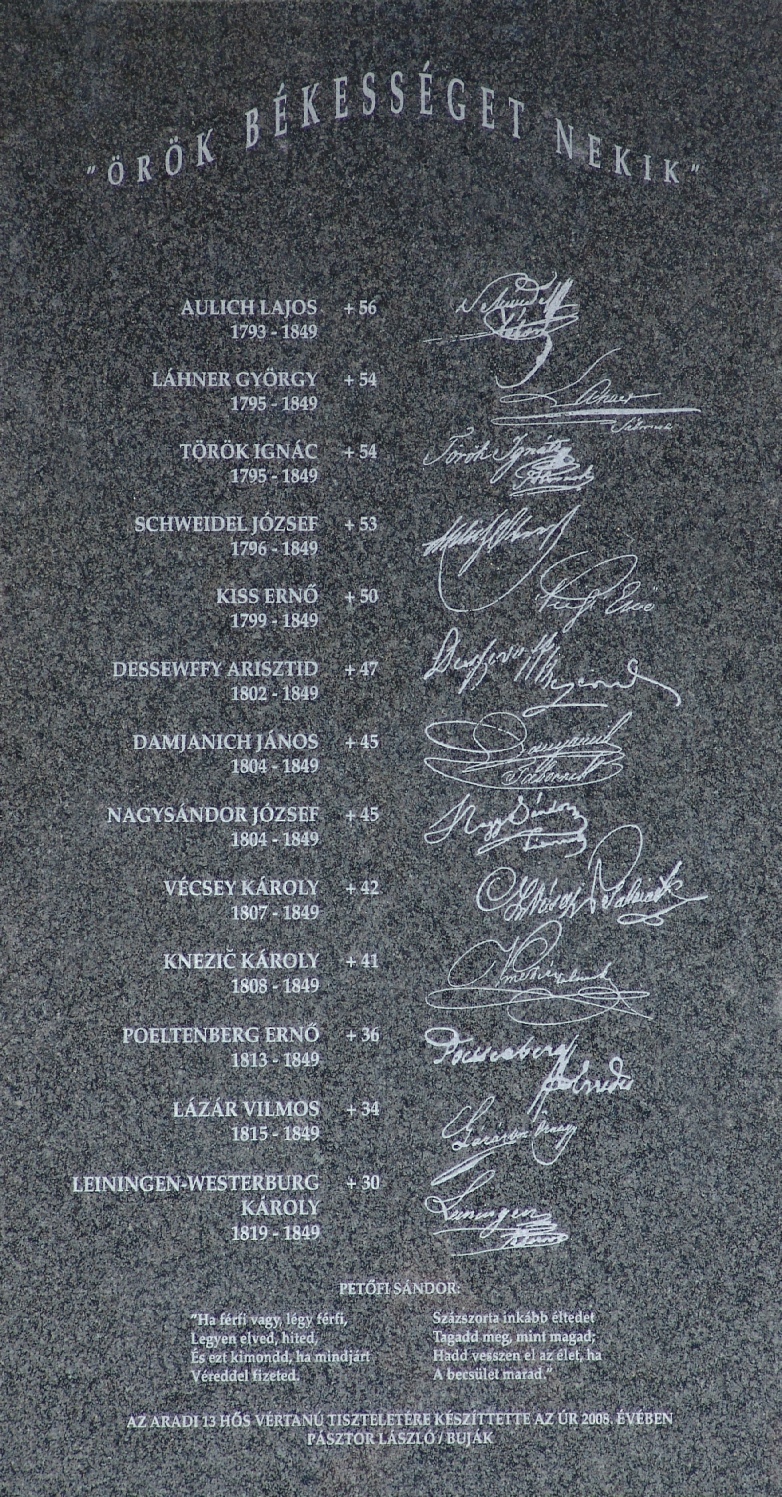 "ÖRÖK BÉKESSÉGET NEKIK"
AULICH LAJOS + 56
1793 - 1849
LÁHNER GYÖRGY + 54
1795 - 1849
Láhner
TÖRÖK IGNÁC + 54
1795 - 1849
Török Ignátz
SCHWEIDEL JÓZSEF + 53
1796 - 1849
KISS ERNŐ + 50
1799 - 1849
DESSEWFFY ARISZTID + 47
1802 - 1849
DAMJANICH JÁNOS + 45
1804 - 1849
NAGYSÁNDOR JÓZSEF + 45
1804 - 1849
Nagy Sándor
VÉCSEY KÁROLY + 42
1807 - 1849
KNEZIČ KÁROLY + 41
1808 - 1849
POELTENBERG ERNŐ + 36
1813 - 1849
LÁZÁR VILMOS + 34
1815 - 1849
LEININGEN-WESTERBURG + 30
KÁROLY
1819 - 1849
Leiningen
PETŐFI SÁNDOR:
"Ha férfi vagy, légy férfi,
Legyen elved, hited,
És ezt kimondd, ha mindjárt
Véreddel fizeted.
Százszorta inkább éltedet
Tagadd meg, mint magad;
Hadd vesszen el az élet, ha
A becsület marad."
AZ ARADI 13 HŐS VÉRTANÚ TISZTELETÉRE KÉSZÍTTETTE AZ ÚR 2008. ÉVÉBEN
PÁSZTOR LÁSZLÓ / BUJÁK